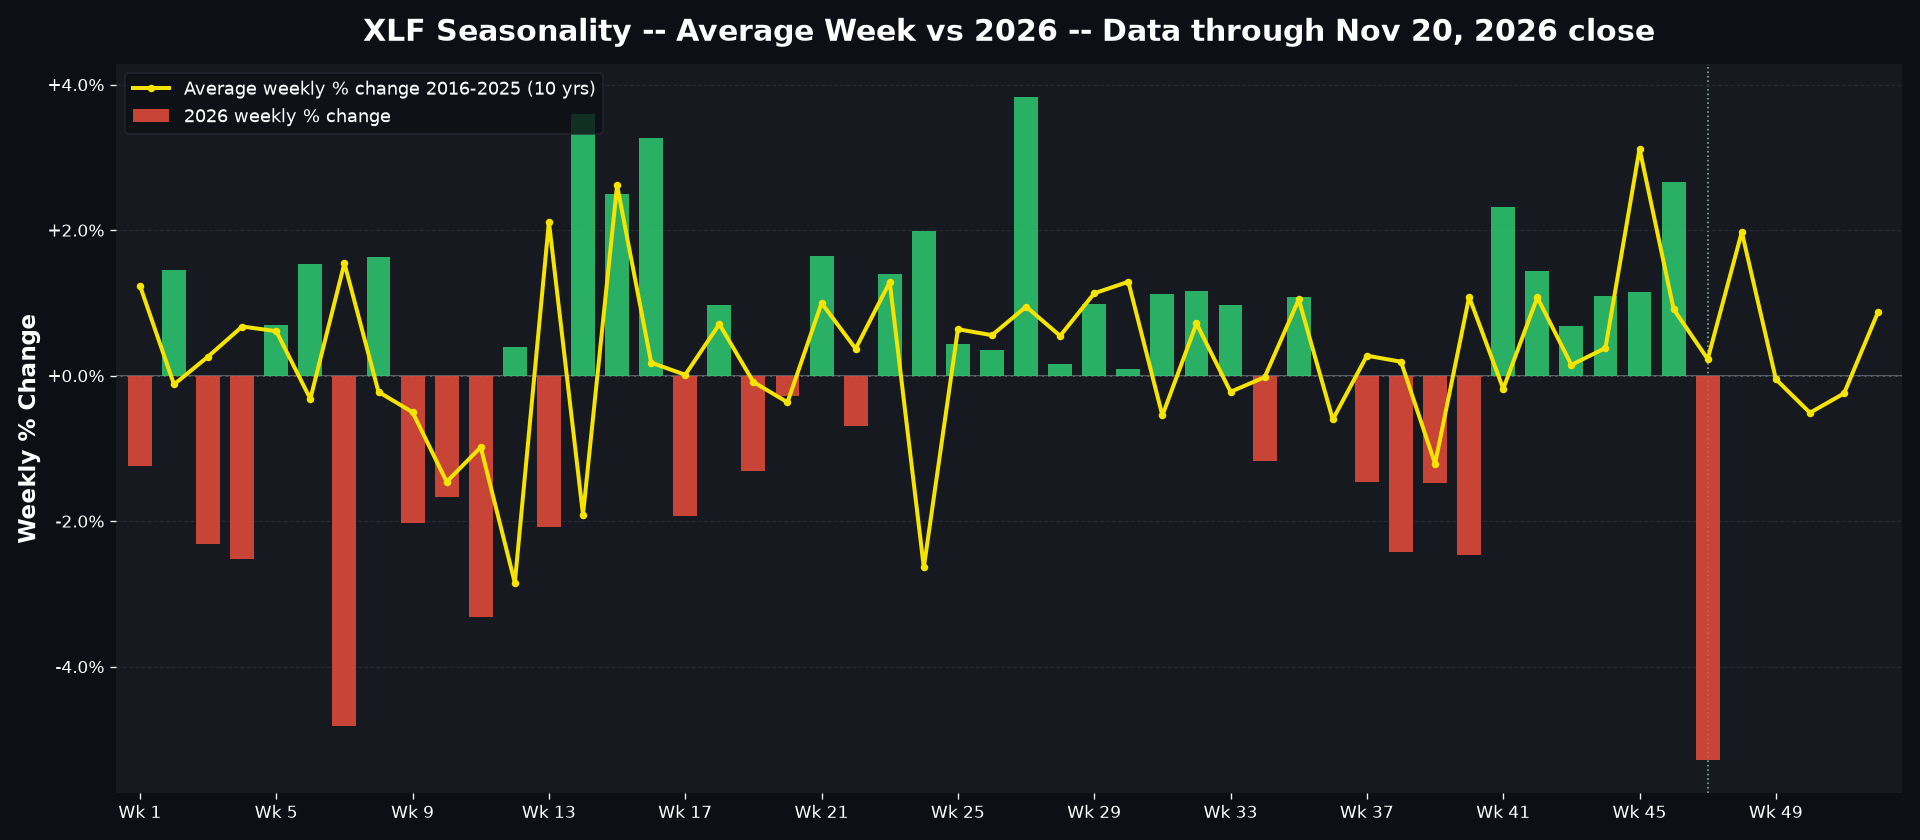 XLF Seasonality -- Average Week vs 2026 -- Data through Nov 20, 2026 close
Average weekly % change 2016-2025 (10 yrs)
2026 weekly % change
Weekly % Change
+4.0%
+2.0%
+0.0%
-2.0%
-4.0%
Wk 1
Wk 5
Wk 9
Wk 13
Wk 17
Wk 21
Wk 25
Wk 29
Wk 33
Wk 37
Wk 41
Wk 45
Wk 49